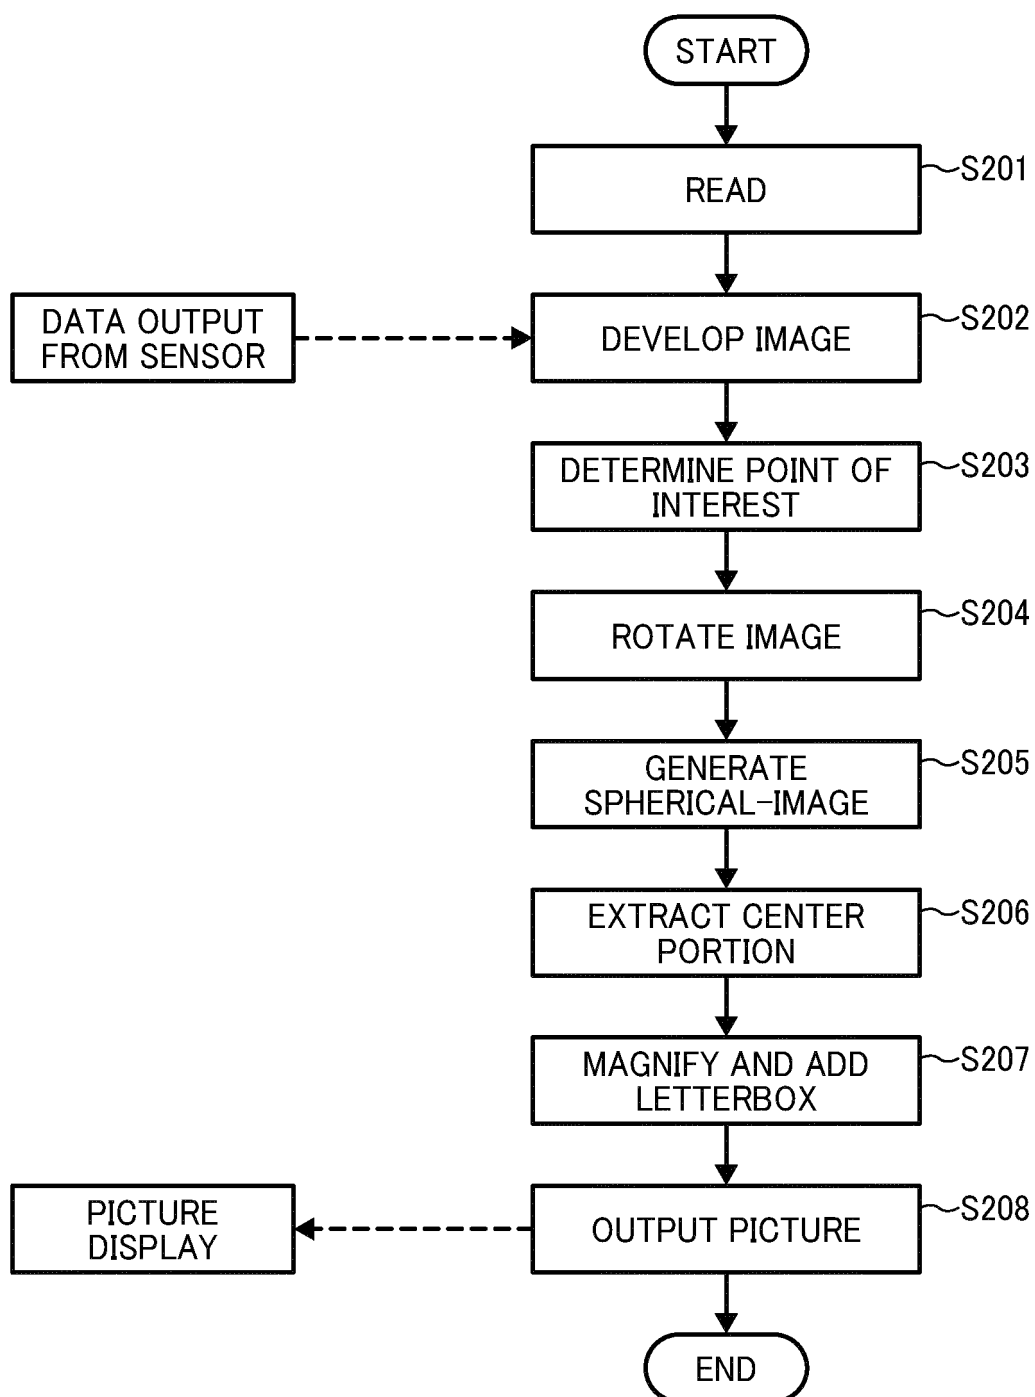 START
READ
S201
DATA OUTPUT
FROM SENSOR
DEVELOP IMAGE
S202
DETERMINE POINT OF
INTEREST
S203
ROTATE IMAGE
S204
GENERATE
SPHERICAL-IMAGE
S205
EXTRACT CENTER
PORTION
S206
MAGNIFY AND ADD
LETTERBOX
S207
PICTURE
DISPLAY
OUTPUT PICTURE
S208
END